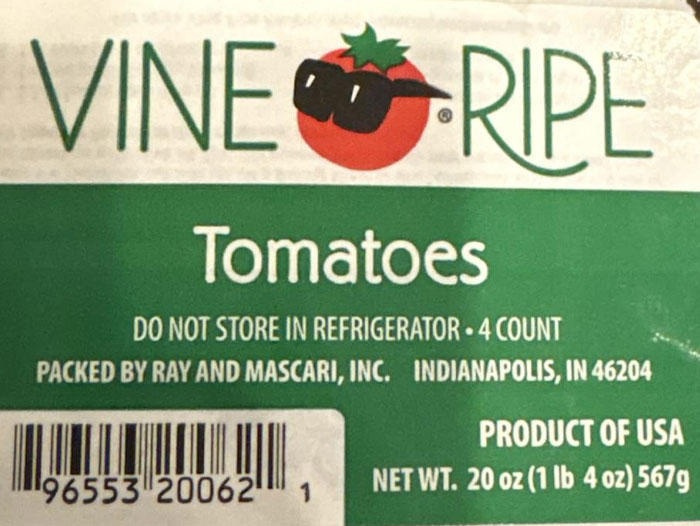 VINE RIPE®
Tomatoes
DO NOT STORE IN REFRIGERATOR • 4 COUNT
PACKED BY RAY AND MASCARI, INC. INDIANAPOLIS, IN 46204
PRODUCT OF USA
NET WT. 20 oz (1 lb 4 oz) 567g
96553 20062 1